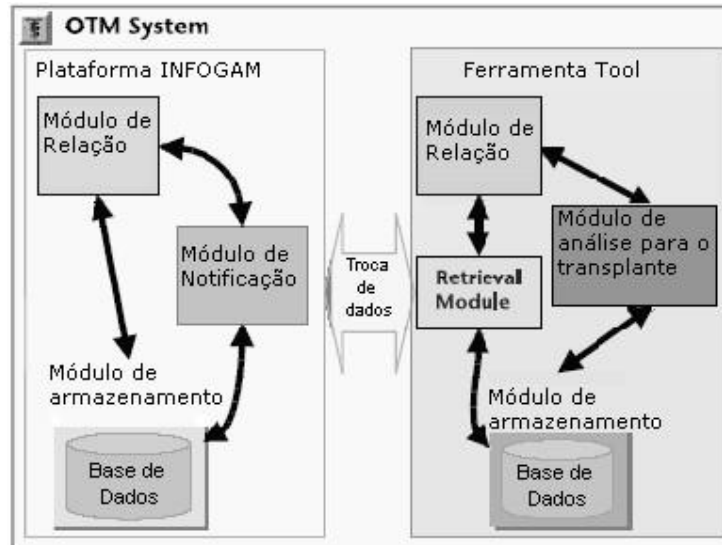 OTM System
Plataforma INFOGAM
Módulo de
Relação
Módulo de
Notificação
Módulo de
armazenamento
Base de
Dados
Troca
de
dados
Ferramenta Tool
Módulo de
Relação
Módulo de
análise para o
transplante
Retrieval
Module
Módulo de
armazenamento
Base de
Dados